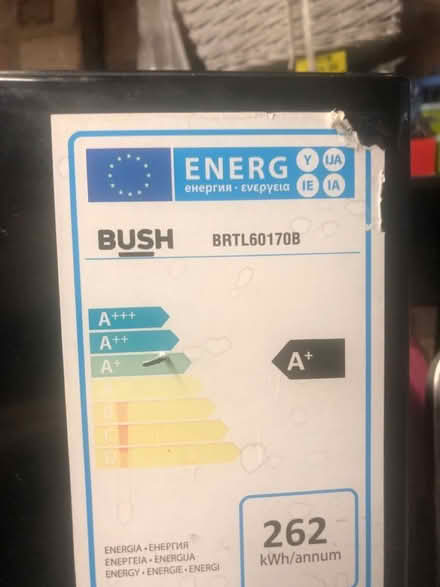 ENERG
енергия · ενεργεια
Y IJA
IE IA
BUSH BRTL60170B
A+++
A++
A+
A+
262
kWh/annum
ENERGIA • ЕНЕРГИЯ
ΕΝΕΡΓΕΙΑ • ENERGIJA
ENERGY • ENERGIE • ENERGI